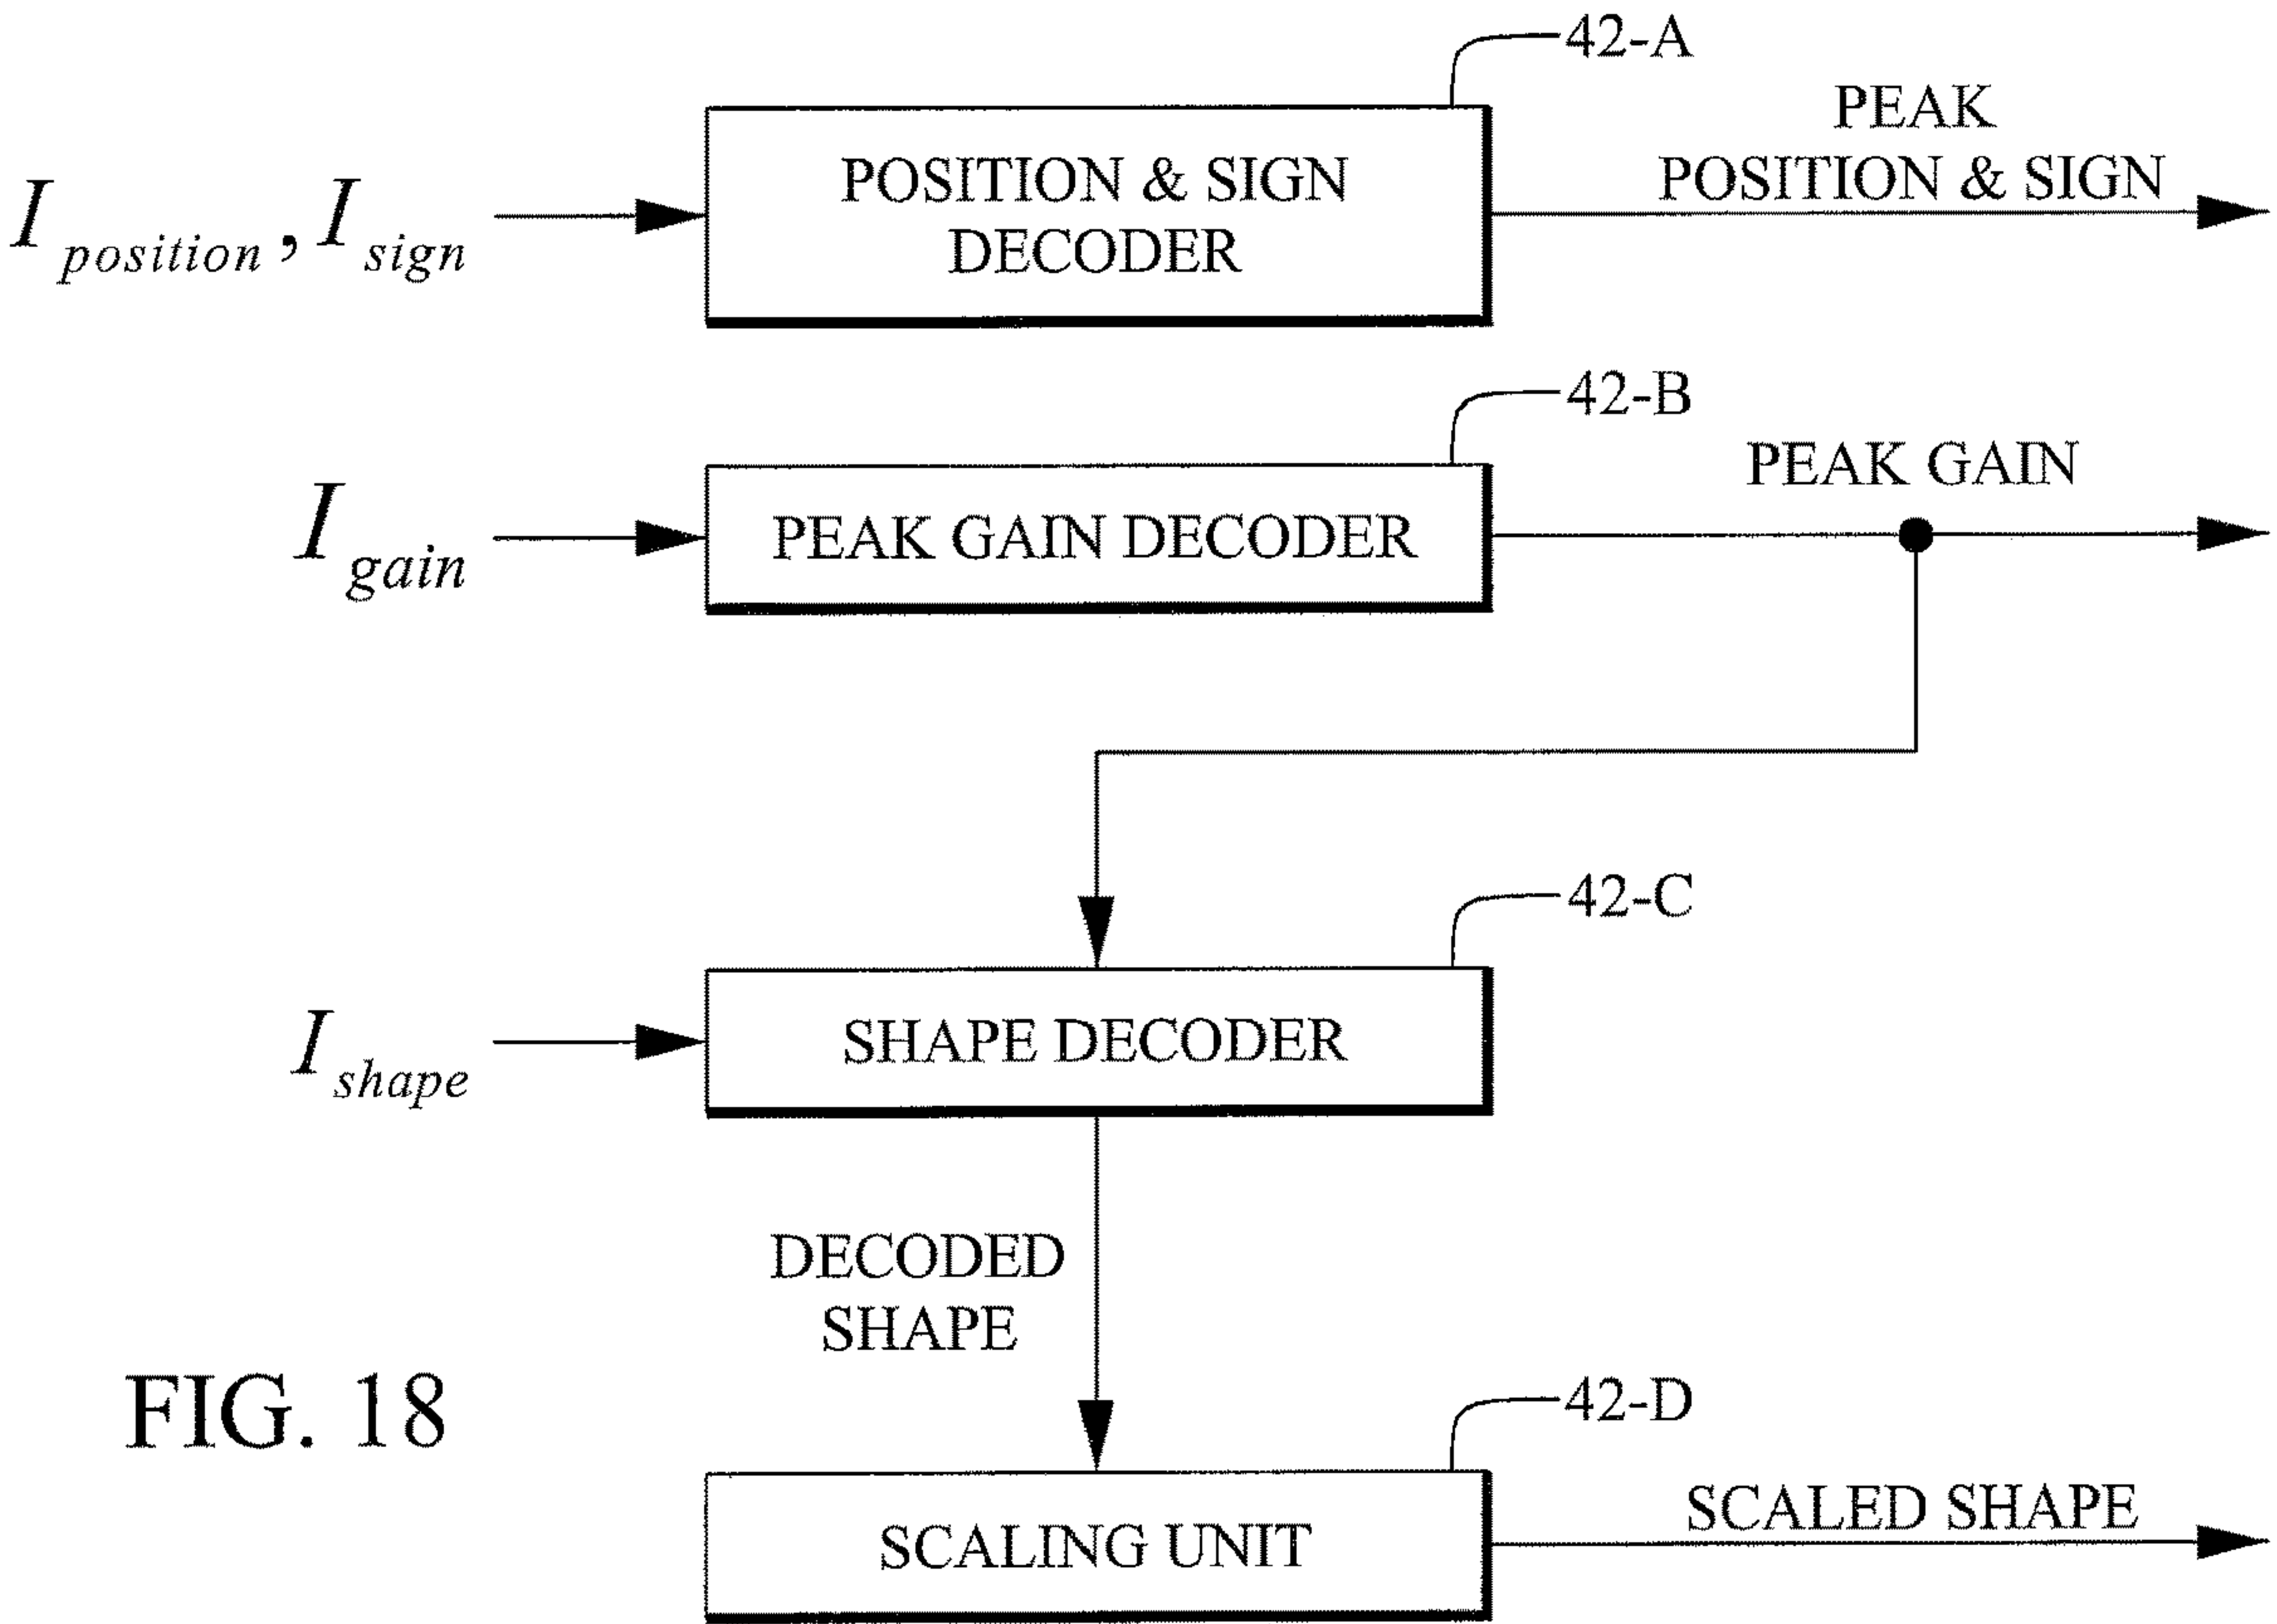 42-A
PEAK
POSITION & SIGN
I position, I sign
POSITION & SIGN
DECODER
42-B
PEAK GAIN
I gain
PEAK GAIN DECODER
42-C
I shape
SHAPE DECODER
DECODED
SHAPE
FIG. 18
42-D
SCALING UNIT
SCALED SHAPE